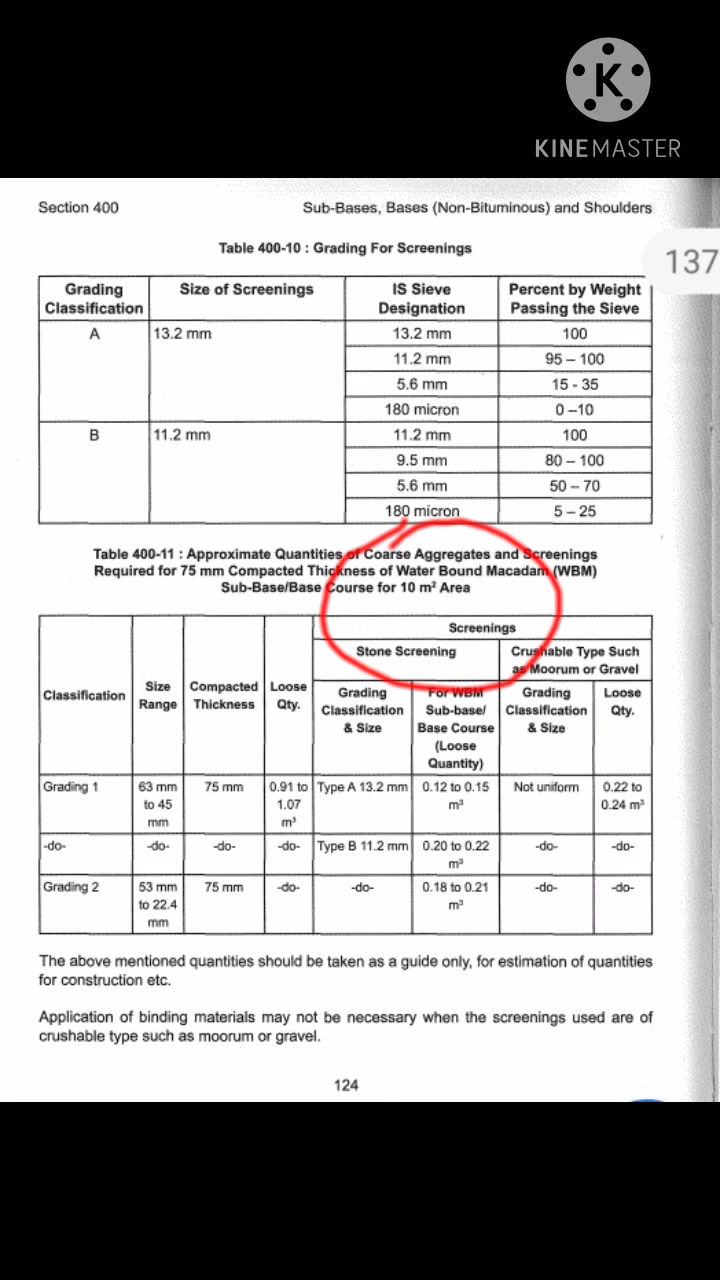 K
KINEMASTER
Section 400 Sub-Bases, Bases (Non-Bituminous) and Shoulders
137
Table 400-10 : Grading For Screenings
Grading Classification Size of Screenings IS Sieve Designation Percent by Weight Passing the Sieve
A 13.2 mm 13.2 mm 100
11.2 mm 95 – 100
5.6 mm 15 - 35
180 micron 0 –10
B 11.2 mm 11.2 mm 100
9.5 mm 80 – 100
5.6 mm 50 – 70
180 micron 5 – 25
Table 400-11 : Approximate Quantities of Coarse Aggregates and Screenings
Required for 75 mm Compacted Thickness of Water Bound Macadam (WBM)
Sub-Base/Base Course for 10 m² Area
Screenings
Stone Screening Crushable Type Such as Moorum or Gravel
Classification Size Range Compacted Thickness Loose Qty. Grading Classification & Size For WBM Sub-base/ Base Course (Loose Quantity) Grading Classification & Size Loose Qty.
Grading 1 63 mm to 45 mm 75 mm 0.91 to 1.07 m³ Type A 13.2 mm 0.12 to 0.15 m³ Not uniform 0.22 to 0.24 m³
-do- -do- -do- -do- Type B 11.2 mm 0.20 to 0.22 m³ -do- -do-
Grading 2 53 mm to 22.4 mm 75 mm -do- -do- 0.18 to 0.21 m³ -do- -do-
The above mentioned quantities should be taken as a guide only, for estimation of quantities
for construction etc.
Application of binding materials may not be necessary when the screenings used are of
crushable type such as moorum or gravel.
124